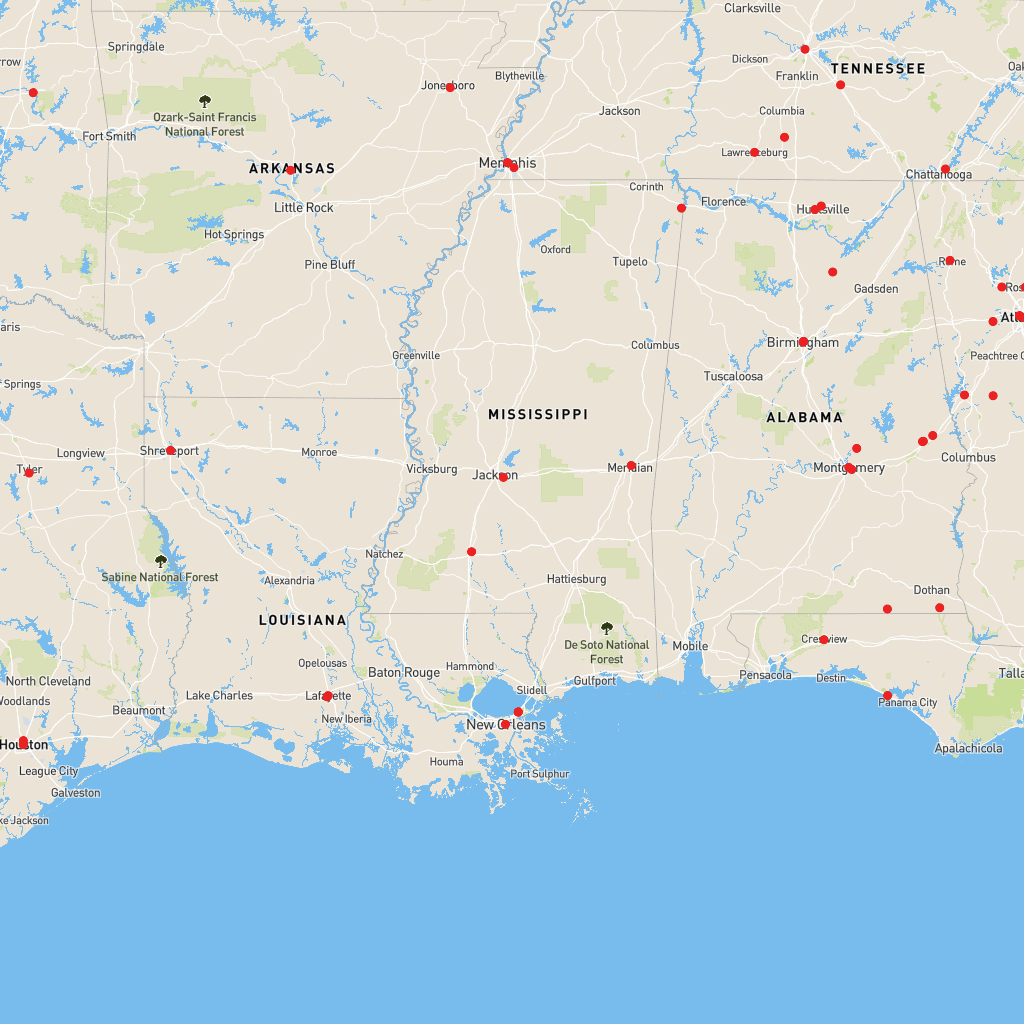 Clarksville
Springdale
Dickson
TENNESSEE
rrow
Franklin
Blytheville
Oak
Jonesboro
Ozark-Saint Francis
National Forest
Jackson
Columbia
Fort Smith
Lawrenceburg
Memphis
ARKANSAS
Chattanooga
Corinth
Florence
Little Rock
Huntsville
Hot Springs
Oxford
Tupelo
Rome
Pine Bluff
Gadsden
Ros
Atl
aris
Birmingham
Columbus
Greenville
Peachtree C
Tuscaloosa
Springs
MISSISSIPPI
ALABAMA
Shreveport
Longview
Monroe
Columbus
Tyler
Vicksburg
Jackson
Meridian
Montgomery
Natchez
Sabine National Forest
Alexandria
Hattiesburg
Dothan
LOUISIANA
De Soto National
Forest
Crestview
Mobile
Opelousas
Baton Rouge
Hammond
Pensacola
Destin
Talla
North Cleveland
Gulfport
Woodlands
Lake Charles
Lafayette
Slidell
Panama City
Beaumont
New Iberia
New Orleans
Houston
Apalachicola
Houma
League City
Port Sulphur
Galveston
ke Jackson